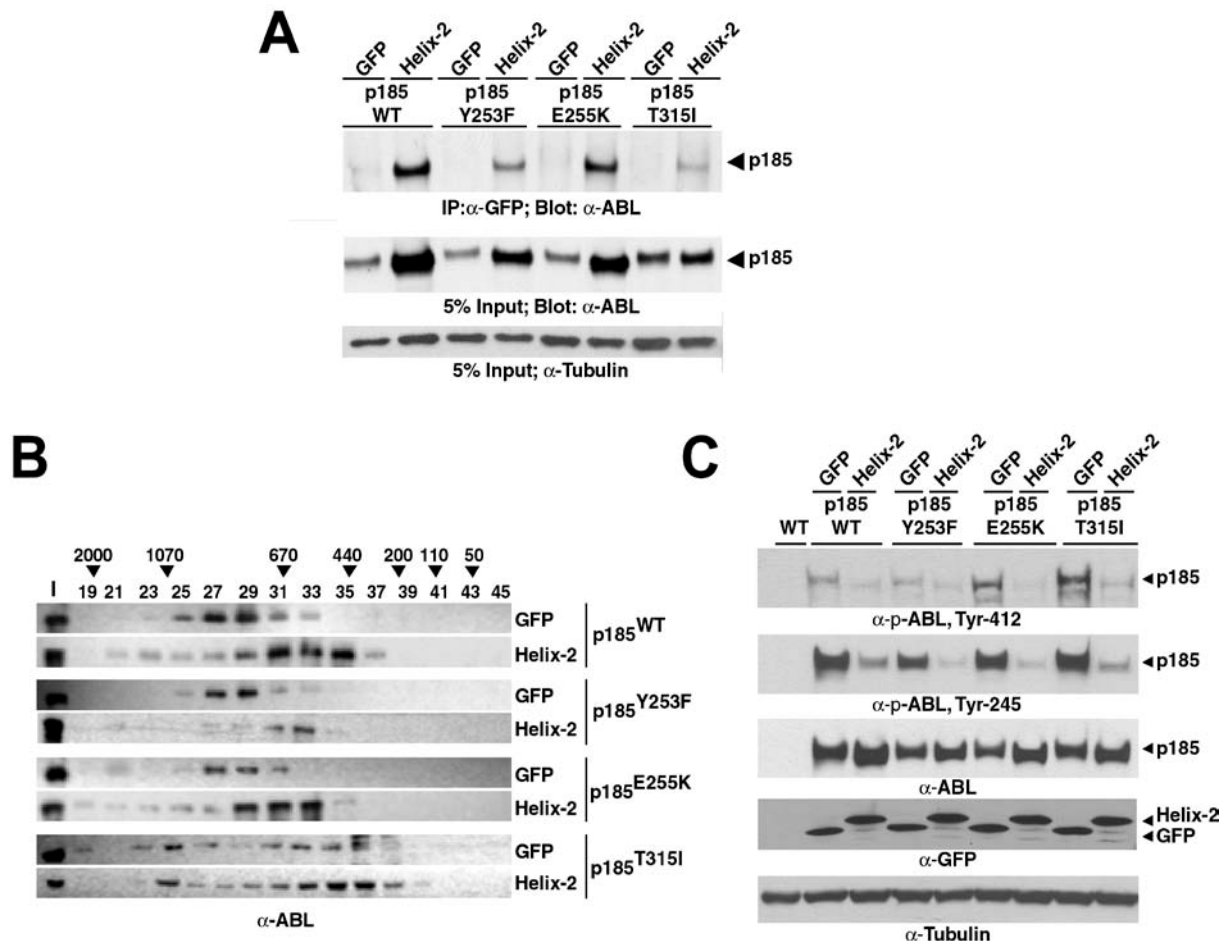 A
GFP Helix-2 GFP Helix-2 GFP Helix-2 GFP Helix-2
p185 p185 p185 p185
WT Y253F E255K T315I
p185
IP:α-GFP; Blot: α-ABL
p185
5% Input; Blot: α-ABL
5% Input; α-Tubulin
B
2000 1070 670 440 200 110 50
I 19 21 23 25 27 29 31 33 35 37 39 41 43 45
GFP
p185WT
Helix-2
GFP
p185Y253F
Helix-2
GFP
p185E255K
Helix-2
GFP
p185T315I
Helix-2
α-ABL
C
GFP Helix-2 GFP Helix-2 GFP Helix-2 GFP Helix-2
p185 p185 p185 p185
WT WT Y253F E255K T315I
p185
α-p-ABL, Tyr-412
p185
α-p-ABL, Tyr-245
p185
α-ABL
Helix-2
GFP
α-GFP
α-Tubulin